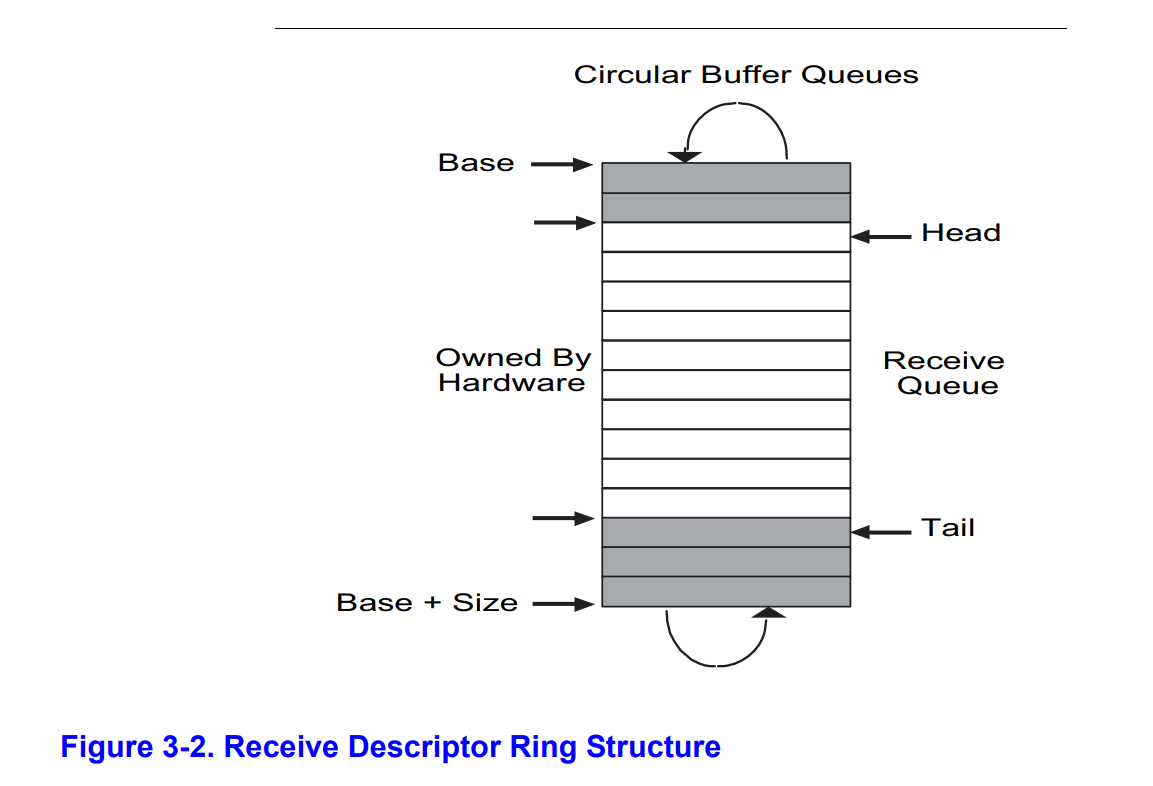 Circular Buffer Queues
Base
Head
Owned By
Hardware
Receive
Queue
Tail
Base + Size
Figure 3-2. Receive Descriptor Ring Structure